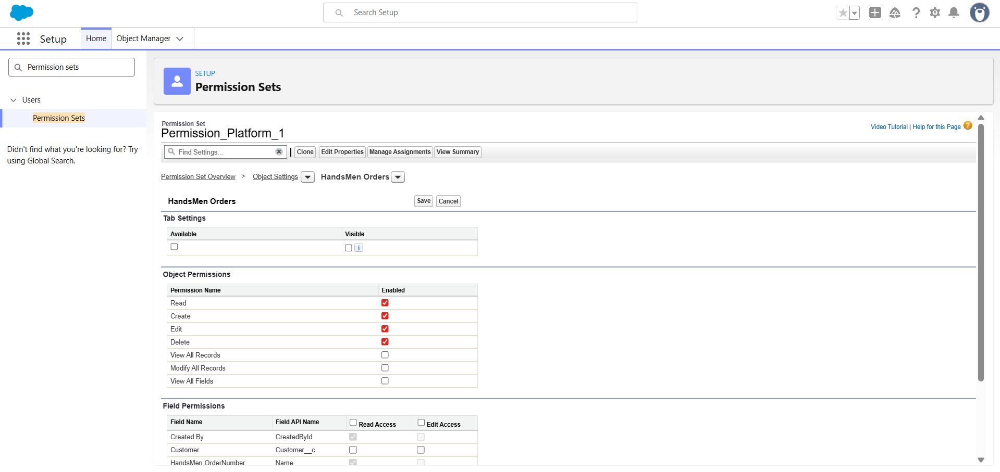 Search Setup
Setup
Home
Object Manager
Permission sets
Users
Permission Sets
Didn't find what you're looking for? Try
using Global Search.
SETUP
Permission Sets
Permission Set
Permission_Platform_1
Video Tutorial | Help for this Page
Find Settings...
Clone
Edit Properties
Manage Assignments
View Summary
Permission Set Overview > Object Settings HandsMen Orders
HandsMen Orders
Save
Cancel
Tab Settings
Available Visible
Object Permissions
Permission Name Enabled
Read
Create
Edit
Delete
View All Records
Modify All Records
View All Fields
Field Permissions
Field Name Field API Name Read Access Edit Access
Created By CreatedById
Customer Customer__c
HandsMen OrderNumber Name